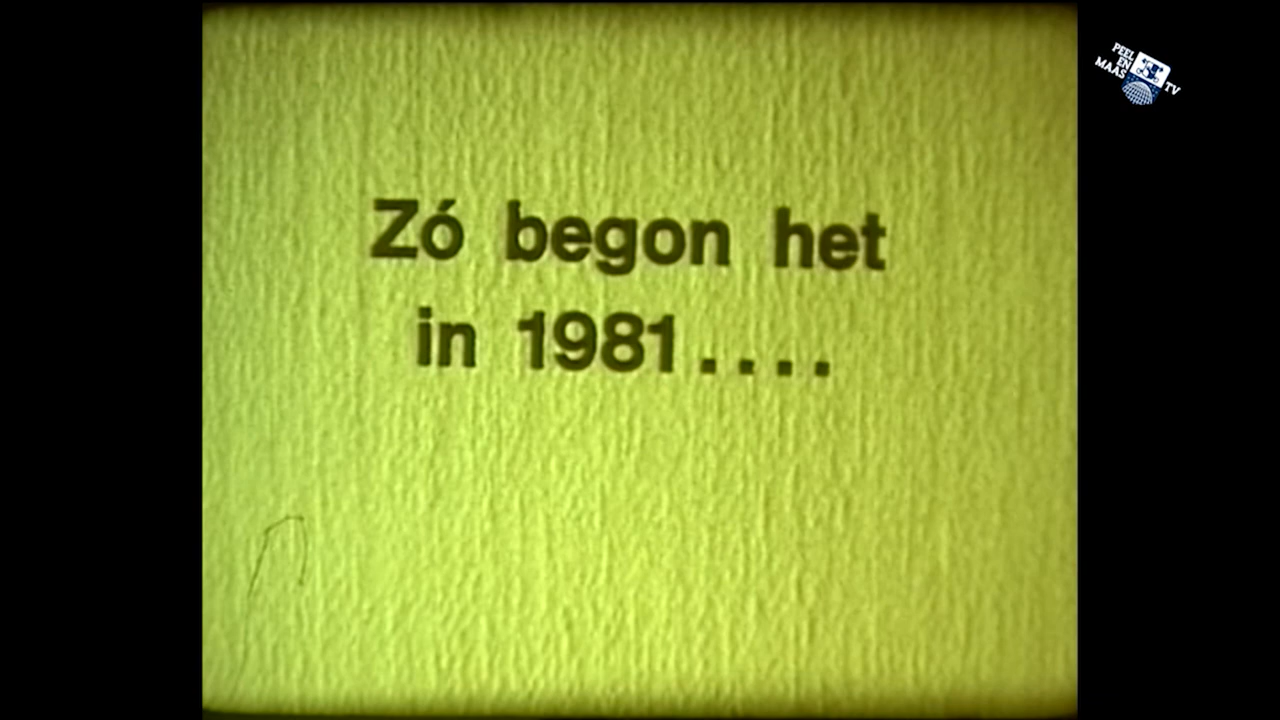 Zó begon het
in 1981....
PEEL
EN
MAAS
TV